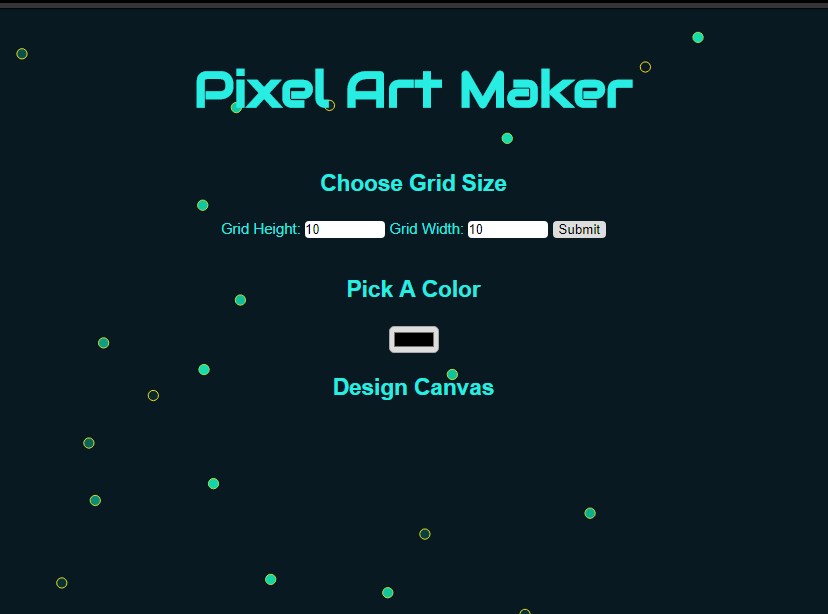 Pixel Art Maker
Choose Grid Size
Grid Height: 10 Grid Width: 10 Submit
Pick A Color
Design Canvas